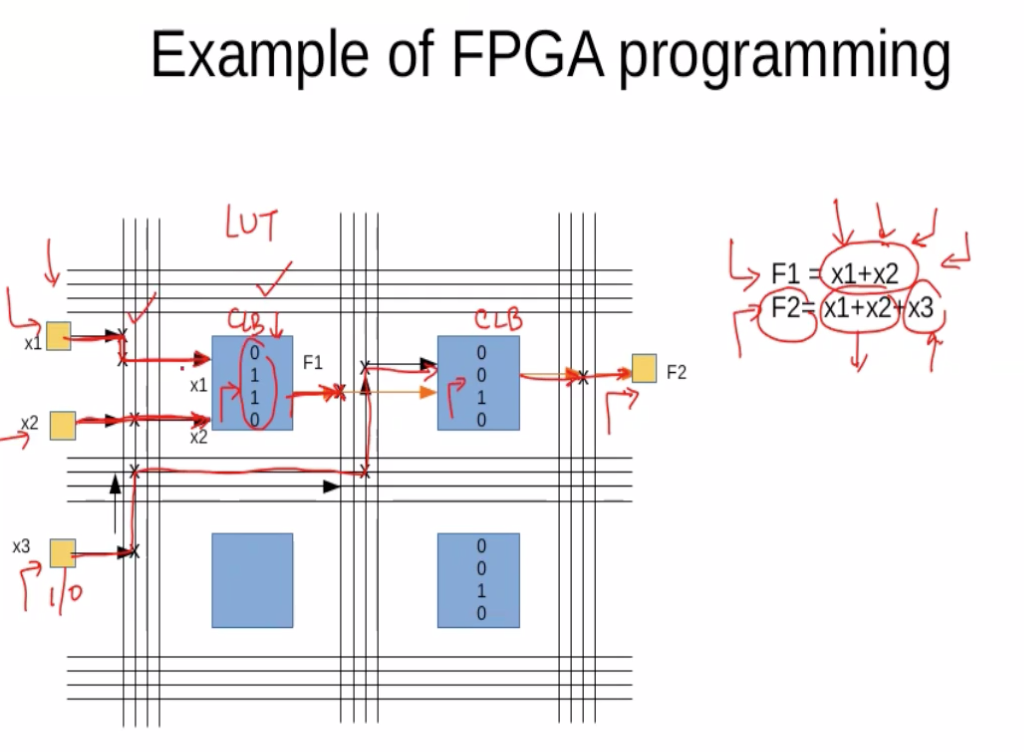 Example of FPGA programming
LUT
F1 = x1+x2
F2= x1+x2+x3
CLB
CLB
x1
0
1
1
0
F1
0
0
1
0
F2
x1
x2
x2
x3
I/O
0
0
1
0